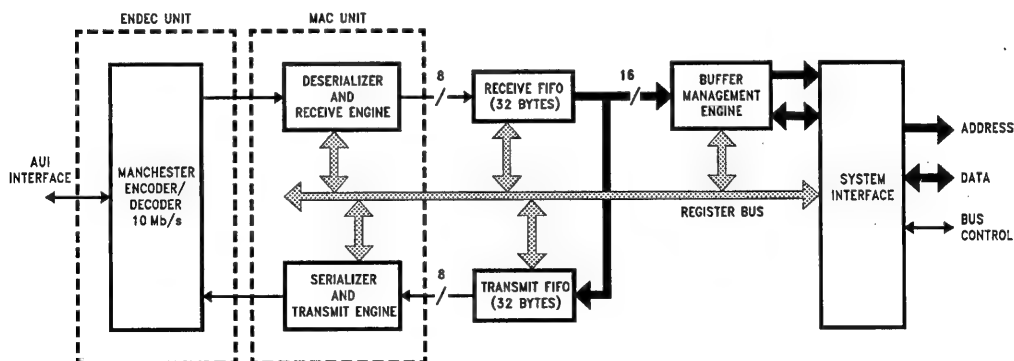 ENDEC UNIT
MAC UNIT
AUI
INTERFACE
MANCHESTER
ENCODER/
DECODER
10 Mb/s
DESERIALIZER
AND
RECEIVE ENGINE
8
RECEIVE FIFO
(32 BYTES)
16
BUFFER
MANAGEMENT
ENGINE
REGISTER BUS
SERIALIZER
AND
TRANSMIT ENGINE
8
TRANSMIT FIFO
(32 BYTES)
SYSTEM
INTERFACE
ADDRESS
DATA
BUS
CONTROL